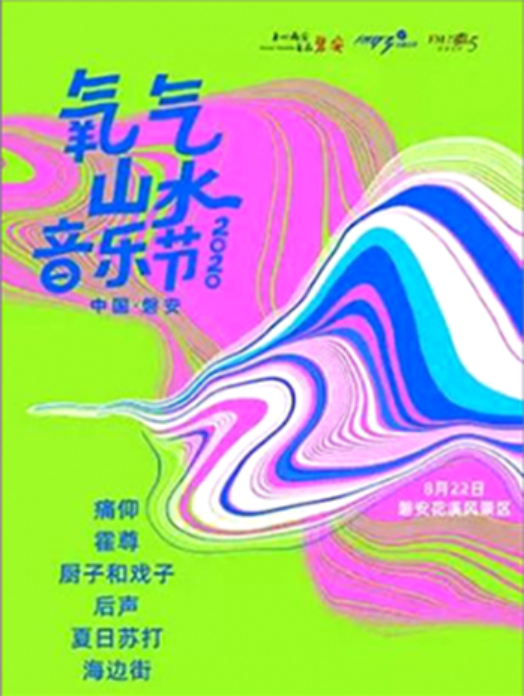 磐安
氧气
山水
音乐节
2020
中国·磐安
8月22日
磐安花溪风景区
痛仰
霍尊
厨子和戏子
后声
夏日苏打
海边街